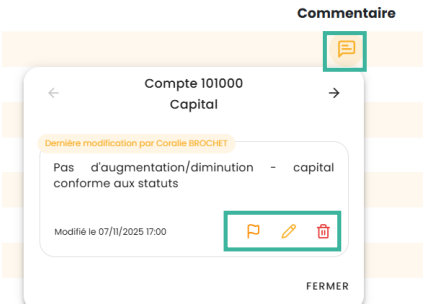 Commentaire
Compte 101000
Capital
Dernière modification par Coralie BROCHET
Pas d'augmentation/diminution - capital
conforme aux statuts
Modifié le 07/11/2025 17:00
FERMER